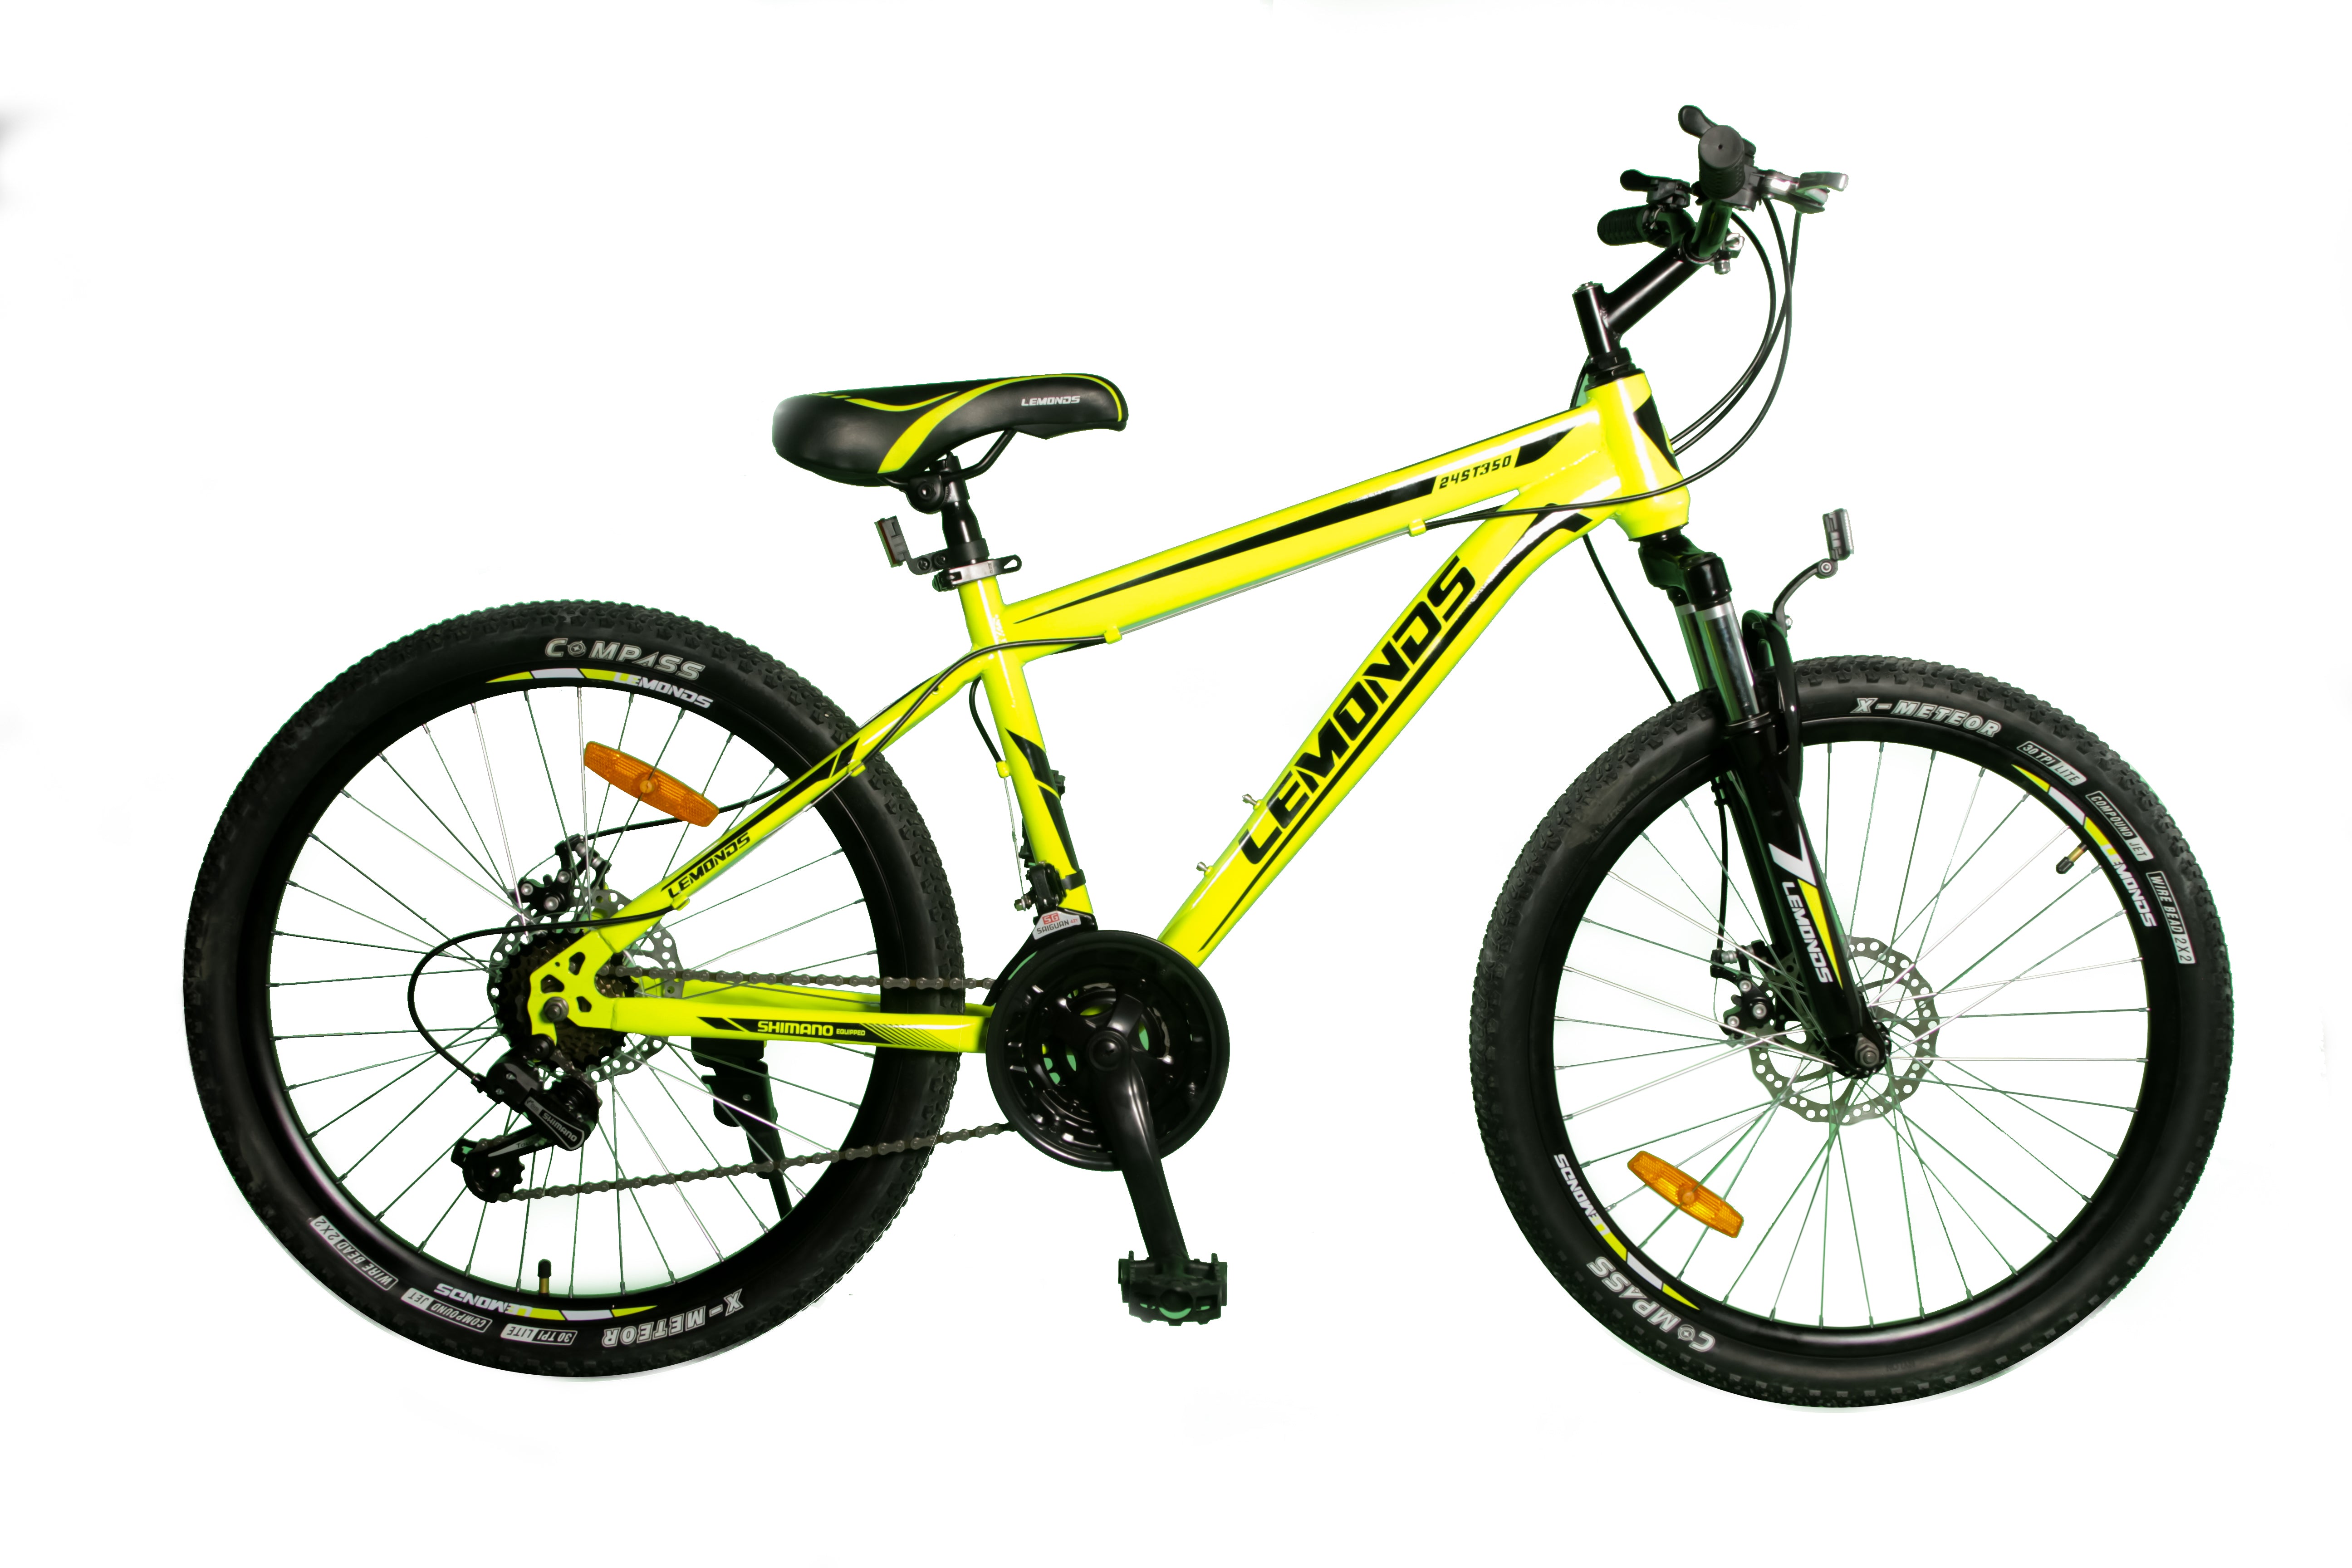 LEMONDS
24ST350
LEMONDS
COMPASS
LEMONDS
X-METEOR
30 TPI LITE
COMPOUND JET
WIRE BEAD 2X2
LEMONDS
LEMONDS
LEMONDS
SG
SAIGUAN
SHIMANO EQUIPPED
SHIMANO
LEMONDS
COMPASS
WIRE BEAD 2X2
COMPOUND JET
30 TPI LITE
X-METEOR
LEMONDS